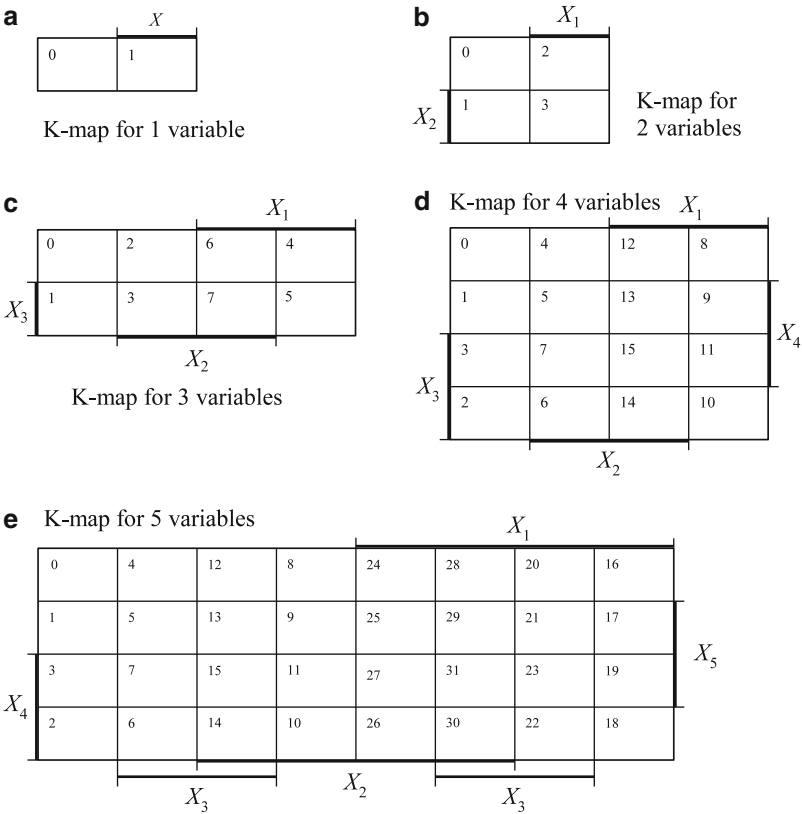 a
X
0 1
K-map for 1 variable
b
X1
0 2
X2
1 3
K-map for
2 variables
c
X1
0 2 6 4
X3
1 3 7 5
X2
K-map for 3 variables
d K-map for 4 variables X1
0 4 12 8
1 5 13 9
X4
3 7 15 11
X3
2 6 14 10
X2
e K-map for 5 variables
X1
0 4 12 8 24 28 20 16
1 5 13 9 25 29 21 17
X5
3 7 15 11 27 31 23 19
X4
2 6 14 10 26 30 22 18
X3 X2 X3